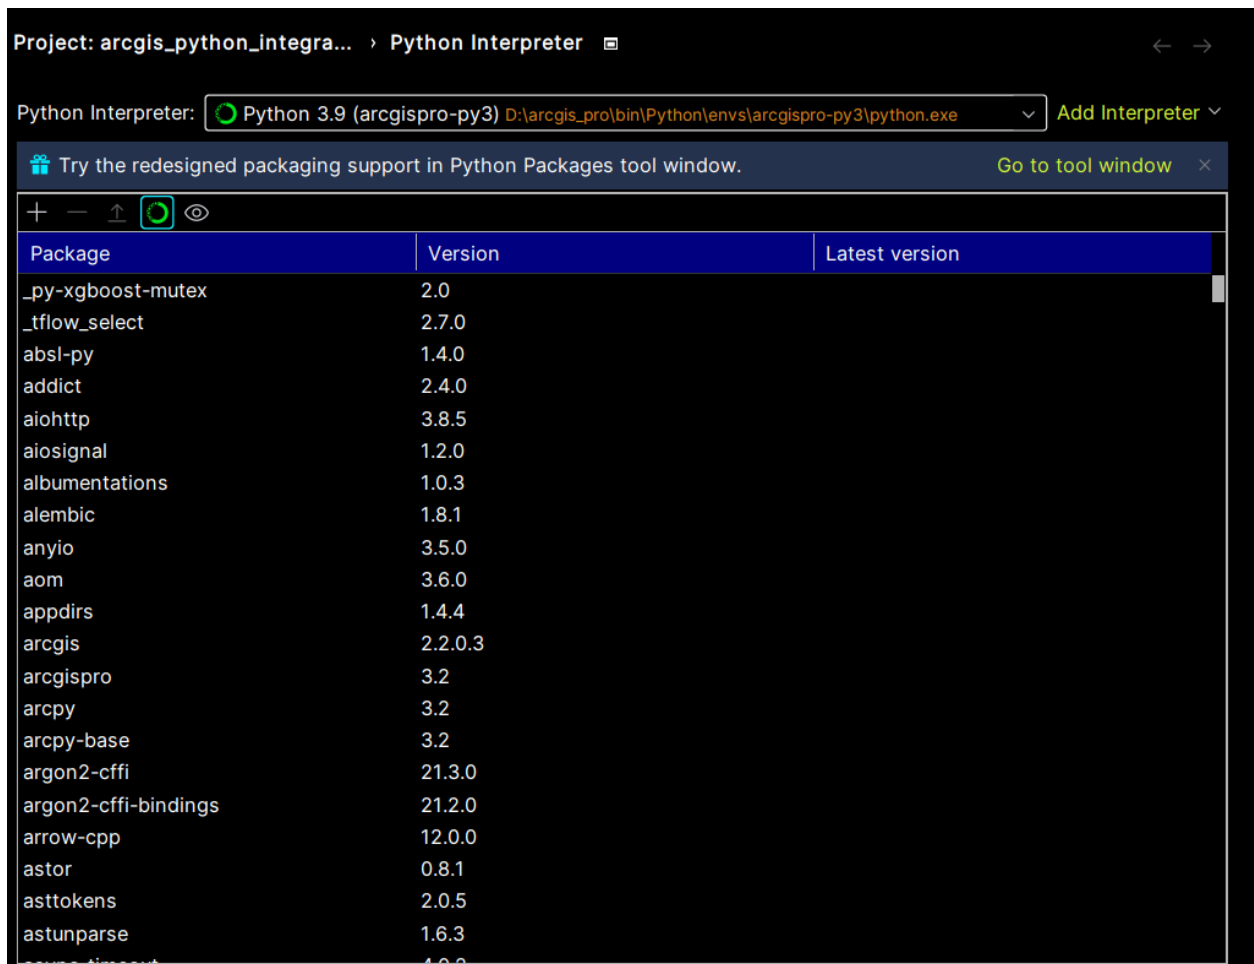 Project: arcgis_python_integra... › Python Interpreter
Python Interpreter: Python 3.9 (arcgispro-py3) D:\arcgis_pro\bin\Python\envs\arcgispro-py3\python.exe Add Interpreter
Try the redesigned packaging support in Python Packages tool window. Go to tool window
Package Version Latest version
_py-xgboost-mutex 2.0
_tflow_select 2.7.0
absl-py 1.4.0
addict 2.4.0
aiohttp 3.8.5
aiosignal 1.2.0
albumentations 1.0.3
alembic 1.8.1
anyio 3.5.0
aom 3.6.0
appdirs 1.4.4
arcgis 2.2.0.3
arcgispro 3.2
arcpy 3.2
arcpy-base 3.2
argon2-cffi 21.3.0
argon2-cffi-bindings 21.2.0
arrow-cpp 12.0.0
astor 0.8.1
asttokens 2.0.5
astunparse 1.6.3